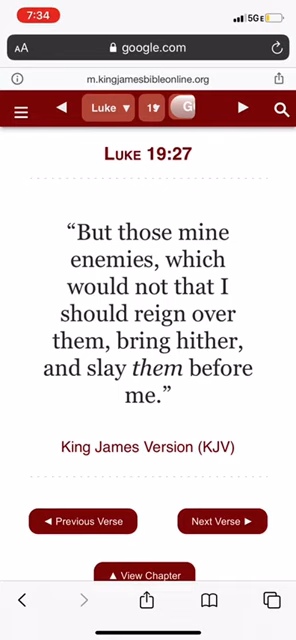 7:34
5GE
AA
google.com
m.kingjamesbibleonline.org
◄ Luke ▼ 19 G ►
LUKE 19:27
“But those mine
enemies, which
would not that I
should reign over
them, bring hither,
and slay them before
me.”
King James Version (KJV)
◄ Previous Verse
Next Verse ►
▲ View Chapter